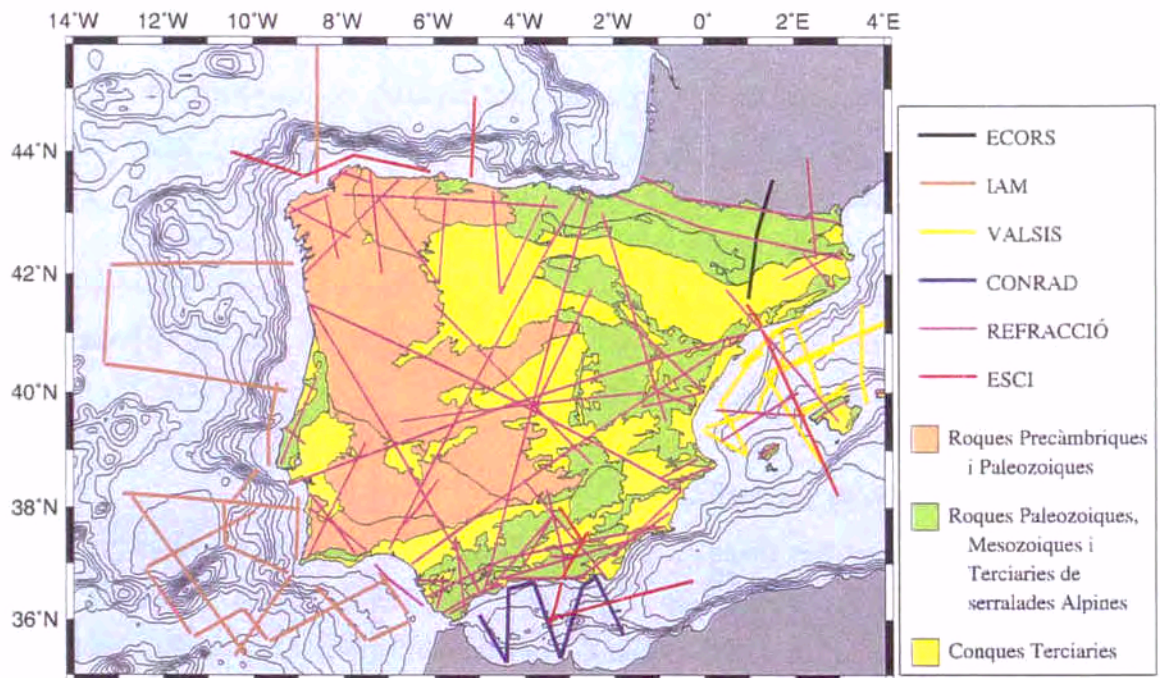 14°W 12°W 10°W 8°W 6°W 4°W 2°W 0° 2°E 4°E
44°N
42°N
40°N
38°N
36°N
ECORS
IAM
VALSIS
CONRAD
REFRACCIÓ
ESCI
Roques Precàmbriques
i Paleozoiques
Roques Paleozoiques,
Mesozoiques i
Terciaries de
serralades Alpines
Conques Terciaries